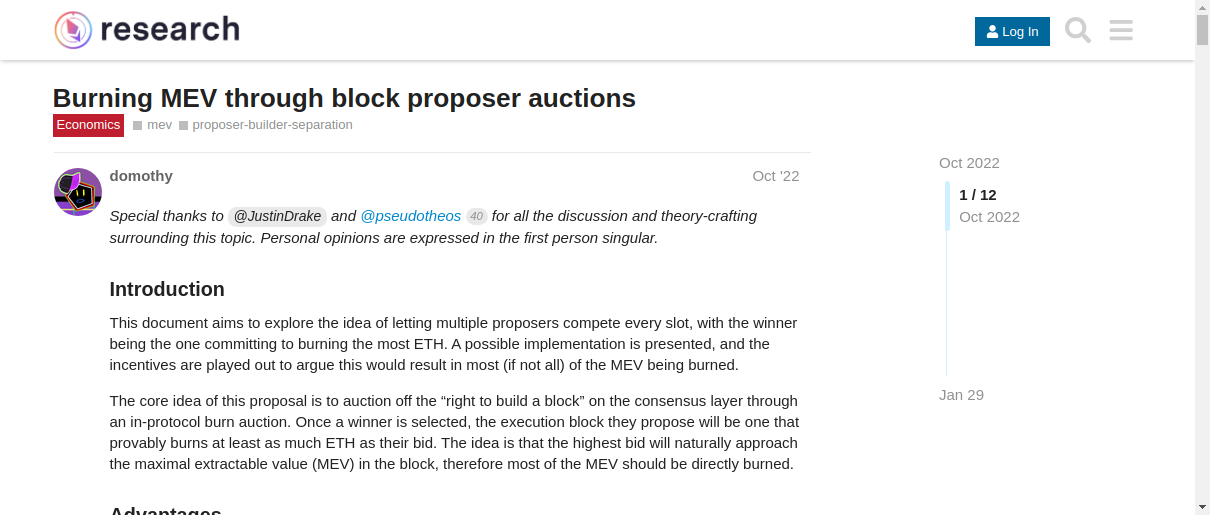 research
Log In
Burning MEV through block proposer auctions
Economics mev proposer-builder-separation
domothy Oct '22
Special thanks to @JustinDrake and @pseudotheos 40 for all the discussion and theory-crafting
surrounding this topic. Personal opinions are expressed in the first person singular.
Introduction
This document aims to explore the idea of letting multiple proposers compete every slot, with the winner
being the one committing to burning the most ETH. A possible implementation is presented, and the
incentives are played out to argue this would result in most (if not all) of the MEV being burned.
The core idea of this proposal is to auction off the “right to build a block” on the consensus layer through
an in-protocol burn auction. Once a winner is selected, the execution block they propose will be one that
provably burns at least as much ETH as their bid. The idea is that the highest bid will naturally approach
the maximal extractable value (MEV) in the block, therefore most of the MEV should be directly burned.
Advantages
Oct 2022
1 / 12
Oct 2022
Jan 29